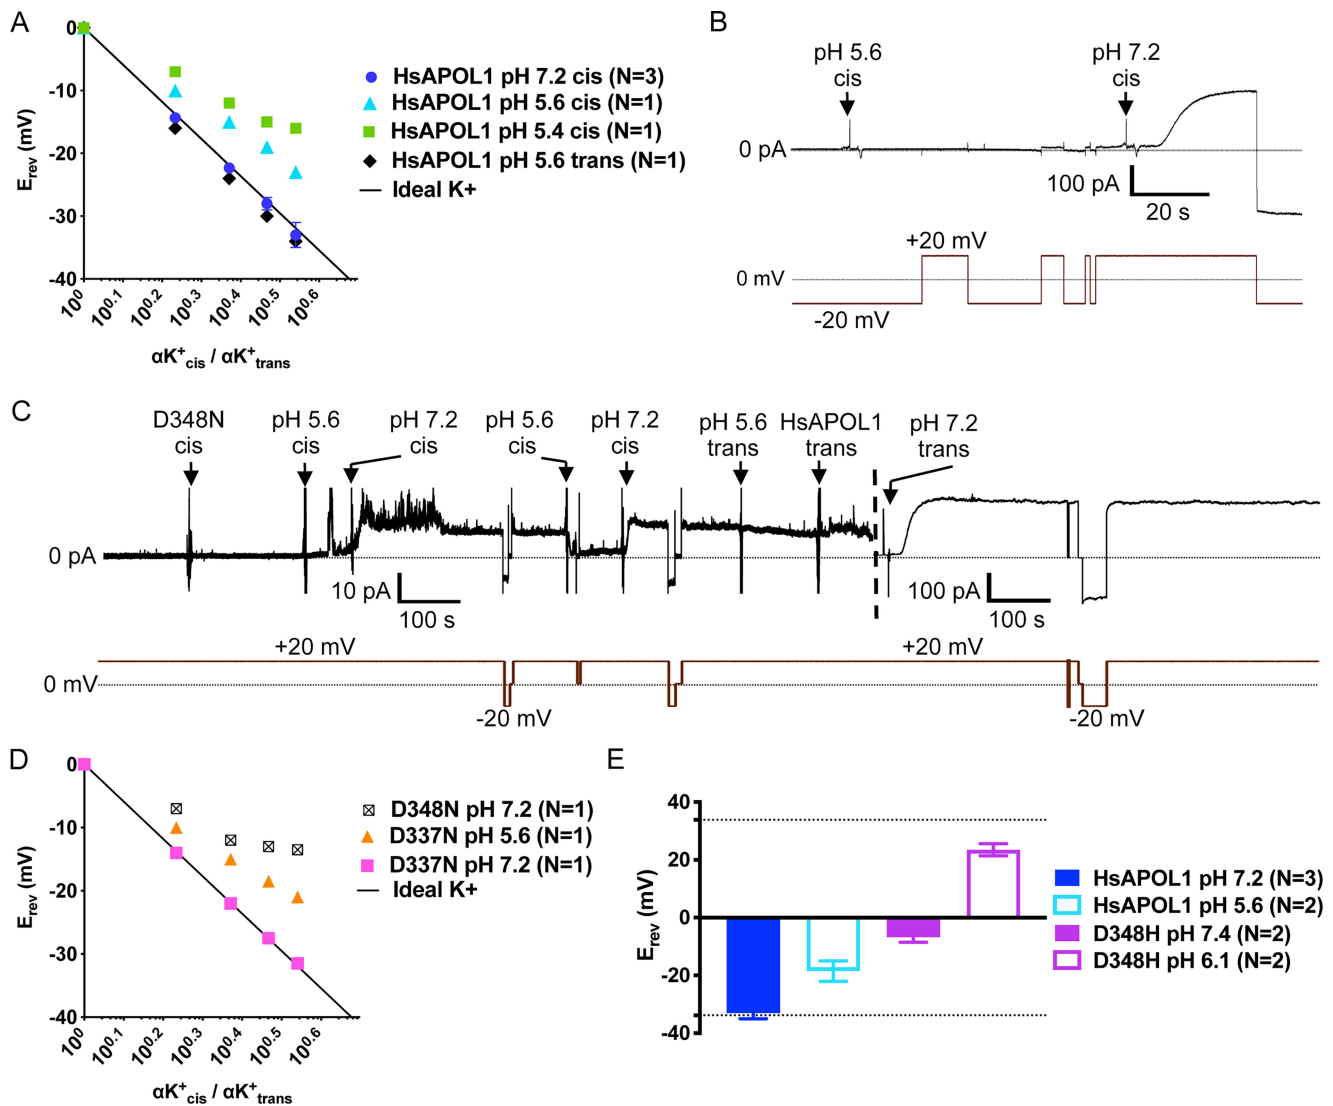 A
0
-10
-20
-30
-40
E_rev (mV)
10^0
10^0.1
10^0.2
10^0.3
10^0.4
10^0.5
10^0.6
αK^+_cis / αK^+_trans
HsAPOL1 pH 7.2 cis (N=3)
HsAPOL1 pH 5.6 cis (N=1)
HsAPOL1 pH 5.4 cis (N=1)
HsAPOL1 pH 5.6 trans (N=1)
Ideal K+
B
pH 5.6
cis
pH 7.2
cis
0 pA
100 pA
20 s
+20 mV
0 mV
-20 mV
C
D348N
cis
pH 5.6
cis
pH 7.2
cis
pH 5.6
cis
pH 7.2
cis
pH 5.6
trans
HsAPOL1
trans
pH 7.2
trans
0 pA
10 pA
100 s
100 pA
100 s
+20 mV
+20 mV
0 mV
-20 mV
-20 mV
D
0
-10
-20
-30
-40
E_rev (mV)
10^0
10^0.1
10^0.2
10^0.3
10^0.4
10^0.5
10^0.6
αK^+_cis / αK^+_trans
D348N pH 7.2 (N=1)
D337N pH 5.6 (N=1)
D337N pH 7.2 (N=1)
Ideal K+
E
40
20
0
-20
-40
E_rev (mV)
HsAPOL1 pH 7.2 (N=3)
HsAPOL1 pH 5.6 (N=2)
D348H pH 7.4 (N=2)
D348H pH 6.1 (N=2)